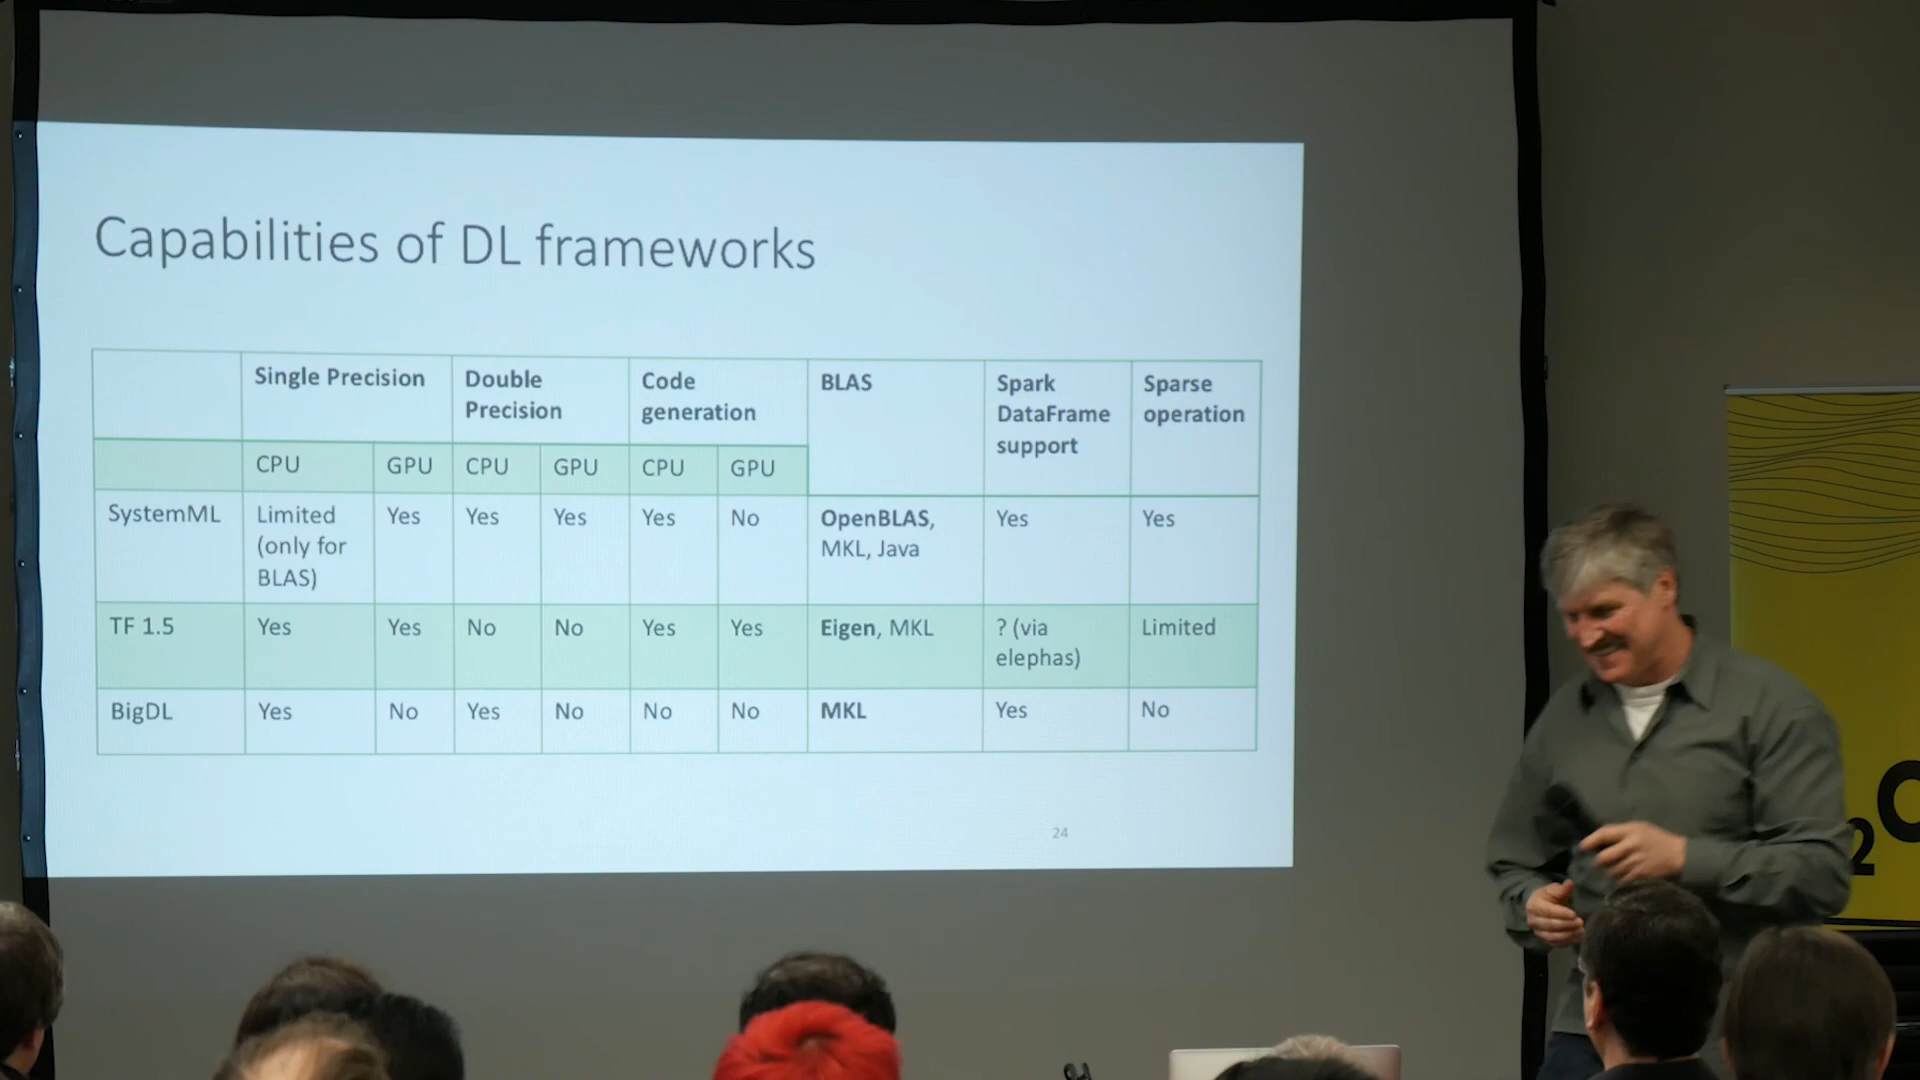 Capabilities of DL frameworks
Single Precision
Double
Precision
Code
generation
BLAS
Spark
DataFrame
support
Sparse
operation
CPU
GPU
CPU
GPU
CPU
GPU
SystemML
Limited
(only for
BLAS)
Yes
Yes
Yes
Yes
No
OpenBLAS,
MKL, Java
Yes
Yes
TF 1.5
Yes
Yes
No
No
Yes
Yes
Eigen, MKL
? (via
elephas)
Limited
BigDL
Yes
No
Yes
No
No
No
MKL
Yes
No
24
2O